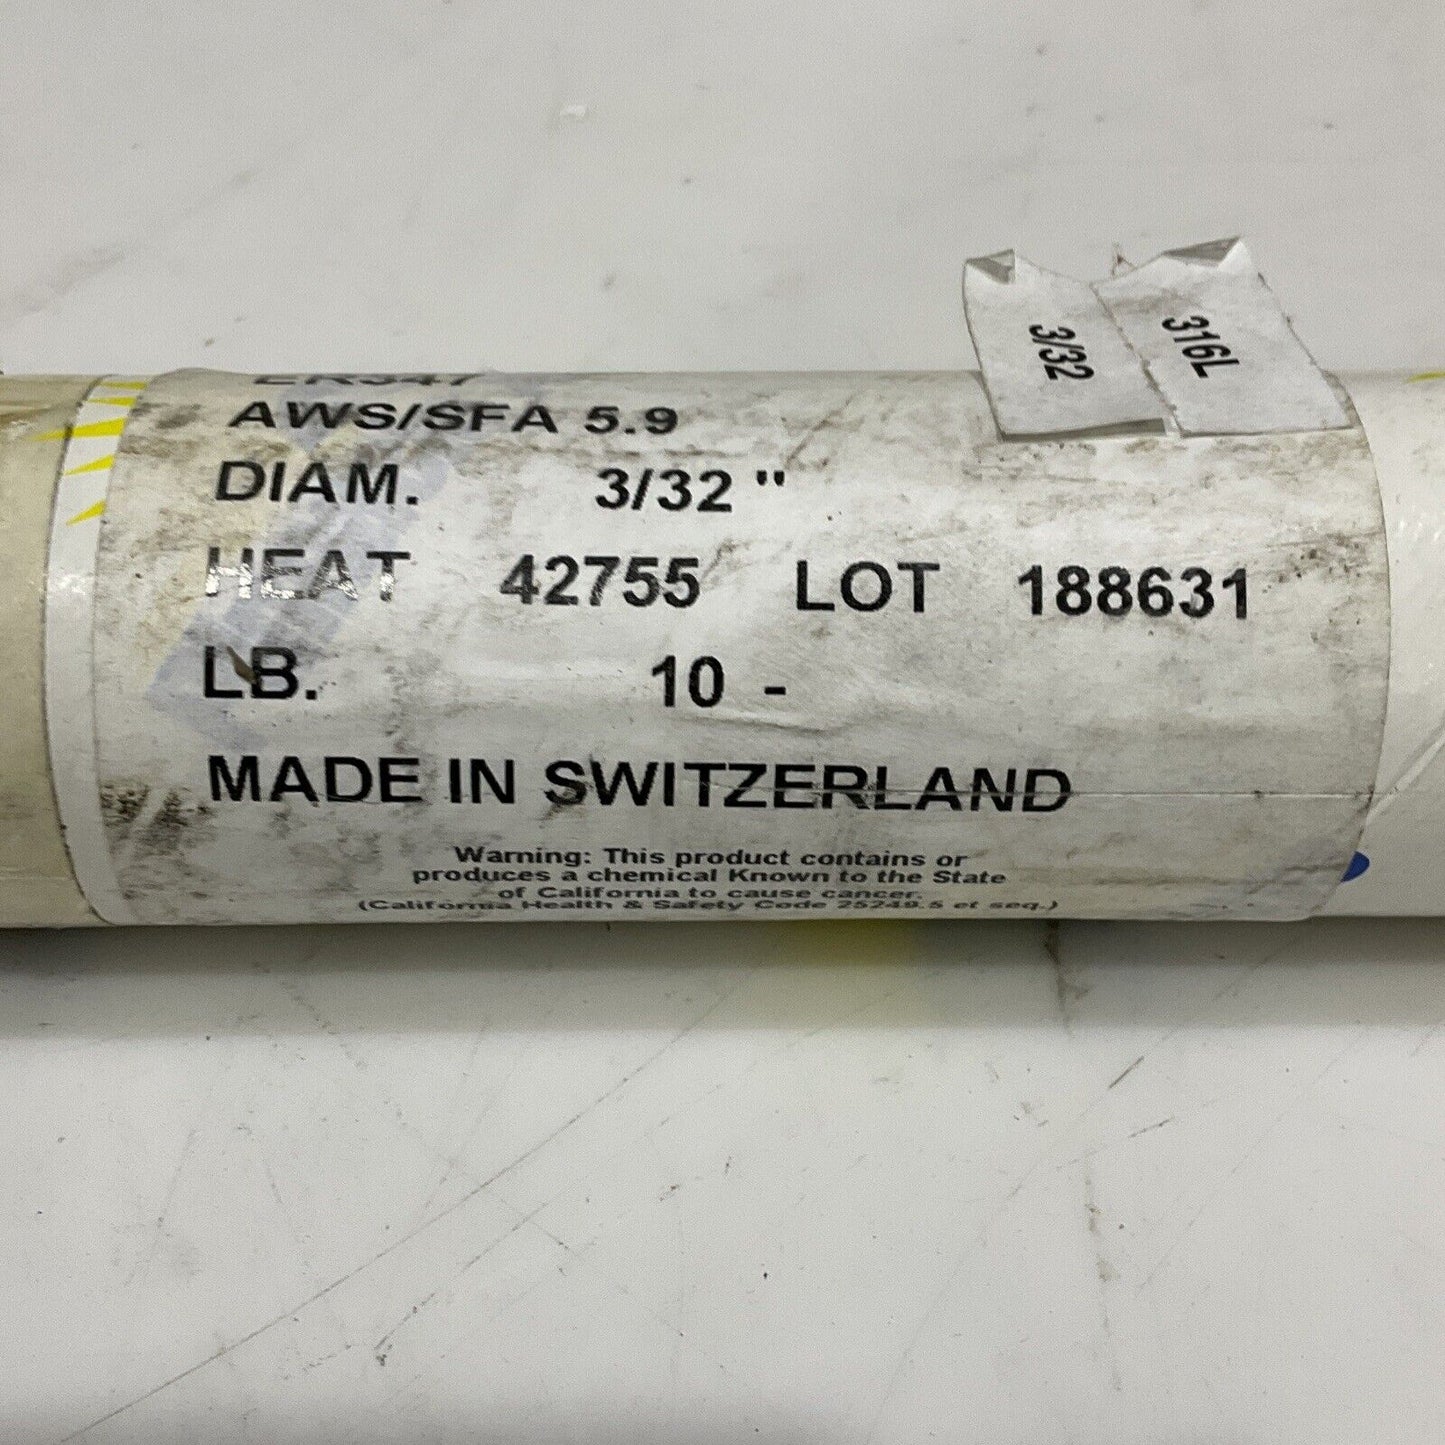 3/32
316L
ER347
AWS/SFA 5.9
DIAM. 3/32 "
HEAT 42755 LOT 188631
LB. 10 -
MADE IN SWITZERLAND
Warning: This product contains or
produces a chemical Known to the State
of California to cause cancer.
(California Health & Safety Code 25249.5 et seq.)